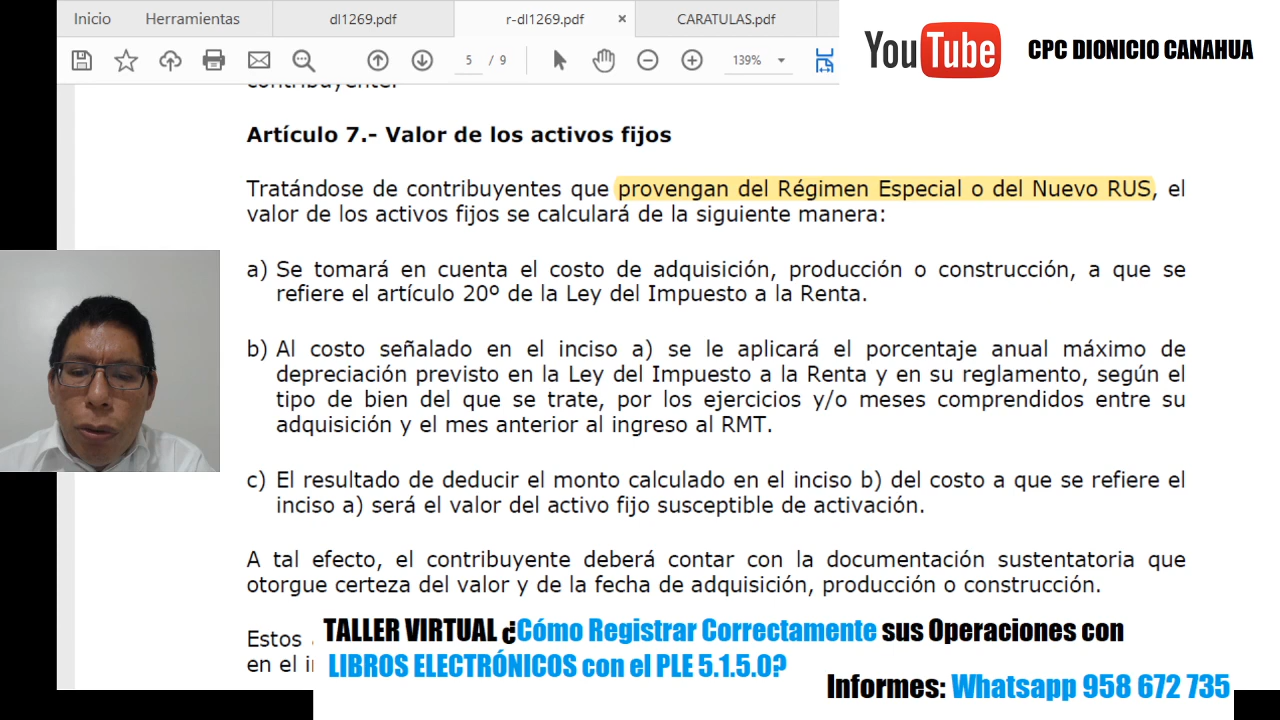 Inicio Herramientas dl1269.pdf r-dl1269.pdf × CARATULAS.pdf
5 / 9 139%
You Tube CPC DIONICIO CANAHUA
contribuyente.
Artículo 7.- Valor de los activos fijos
Tratándose de contribuyentes que provengan del Régimen Especial o del Nuevo RUS, el
valor de los activos fijos se calculará de la siguiente manera:
a) Se tomará en cuenta el costo de adquisición, producción o construcción, a que se
refiere el artículo 20º de la Ley del Impuesto a la Renta.
b) Al costo señalado en el inciso a) se le aplicará el porcentaje anual máximo de
depreciación previsto en la Ley del Impuesto a la Renta y en su reglamento, según el
tipo de bien del que se trate, por los ejercicios y/o meses comprendidos entre su
adquisición y el mes anterior al ingreso al RMT.
c) El resultado de deducir el monto calculado en el inciso b) del costo a que se refiere el
inciso a) será el valor del activo fijo susceptible de activación.
A tal efecto, el contribuyente deberá contar con la documentación sustentatoria que
otorgue certeza del valor y de la fecha de adquisición, producción o construcción.
Estos
en el
TALLER VIRTUAL ¿Cómo Registrar Correctamente sus Operaciones con
LIBROS ELECTRÓNICOS con el PLE 5.1.5.0?
Informes: Whatsapp 958 672 735